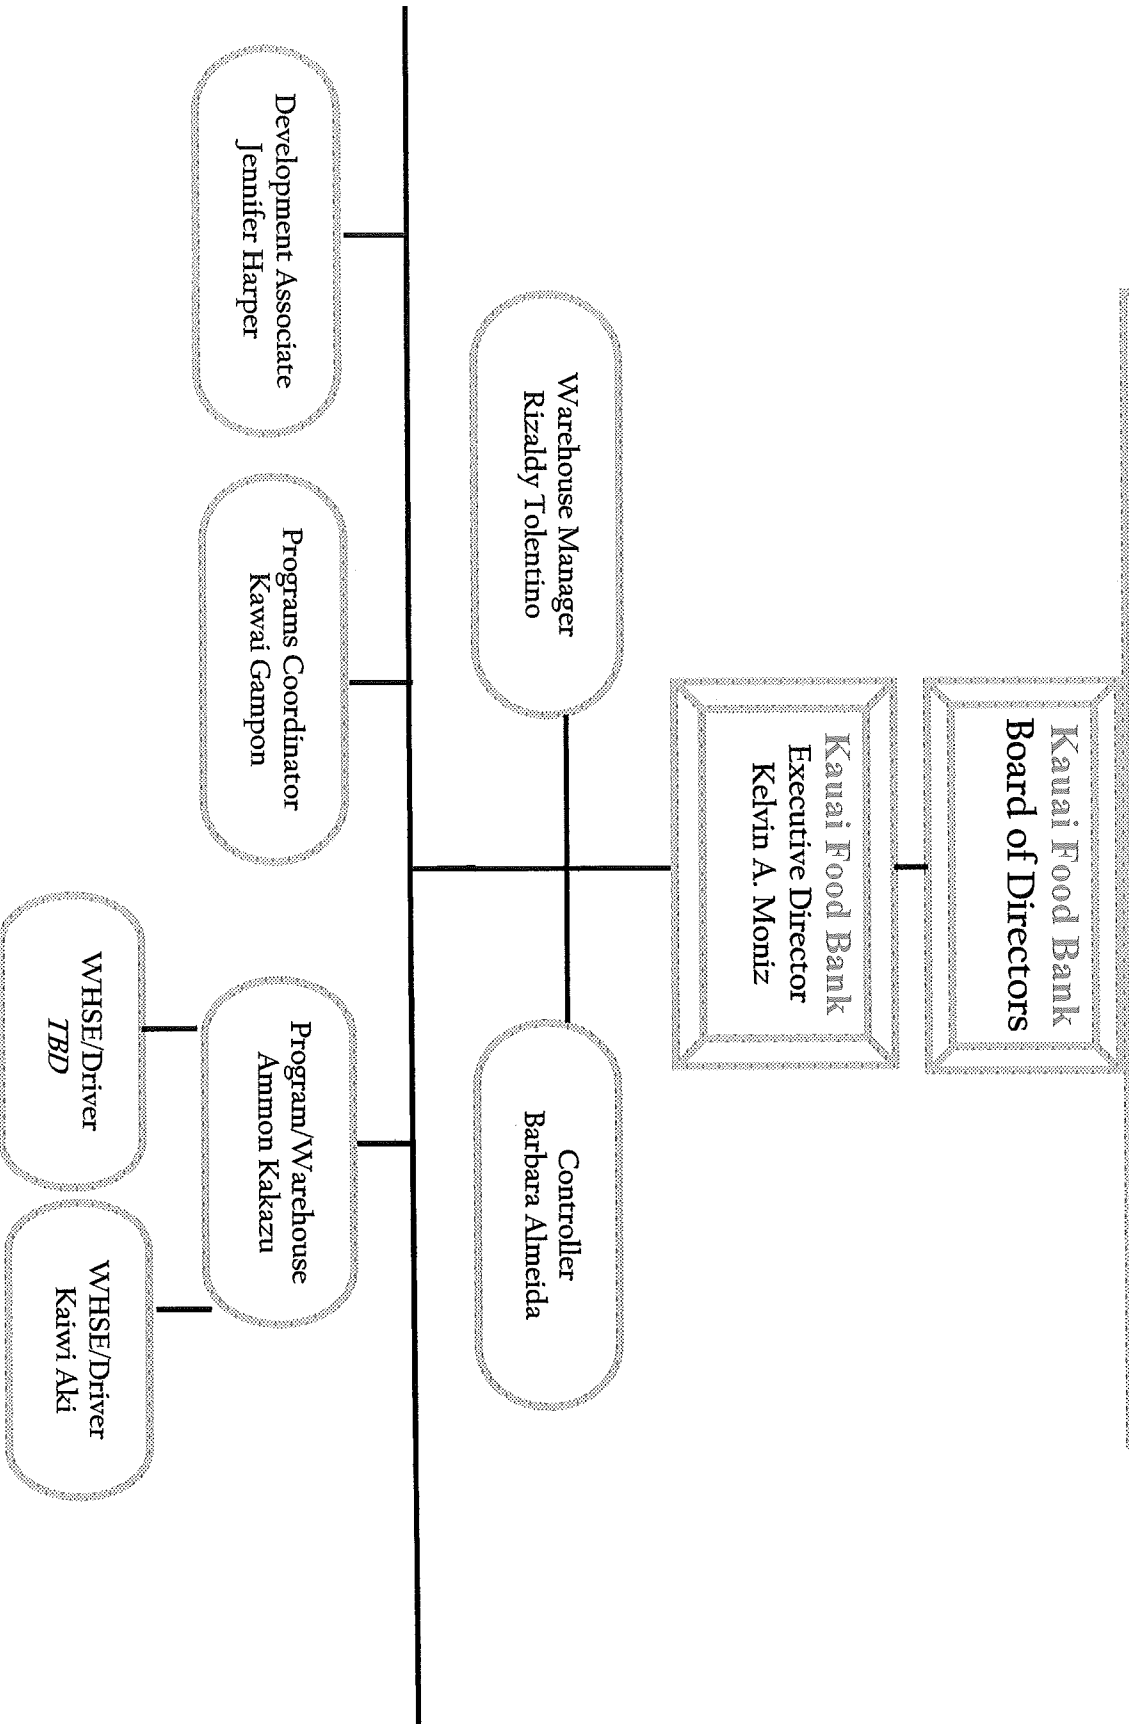 Kauai Food Bank
Board of Directors
Kauai Food Bank
Executive Director
Kelvin A. Moniz
Warehouse Manager
Rizaldy Tolentino
Controller
Barbara Almeida
Development Associate
Jennifer Harper
Programs Coordinator
Kawai Gampon
Program/Warehouse
Ammon Kakazu
WHSE/Driver
TBD
WHSE/Driver
Kaiwi Aki